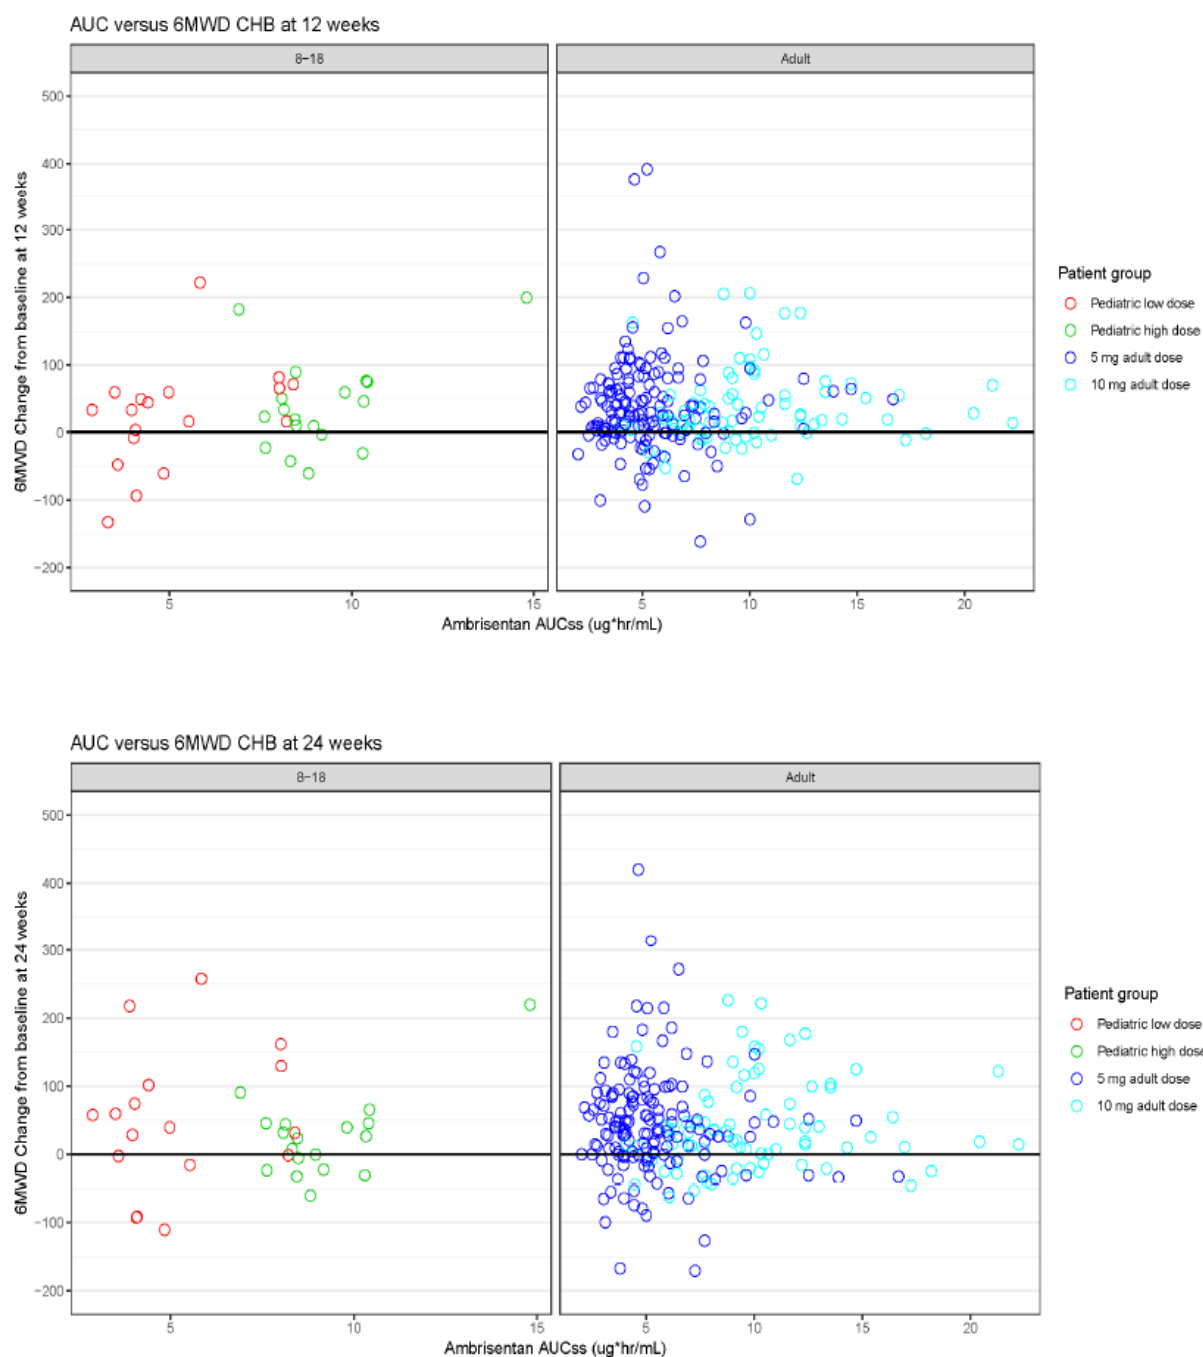 AUC versus 6MWD CHB at 12 weeks
8−18
Adult
6MWD Change from baseline at 12 weeks
500
400
300
200
100
0
−100
−200
5
10
15
5
10
15
20
Ambrisentan AUCss (ug*hr/mL)
Patient group
Pediatric low dose
Pediatric high dose
5 mg adult dose
10 mg adult dose
AUC versus 6MWD CHB at 24 weeks
8−18
Adult
6MWD Change from baseline at 24 weeks
500
400
300
200
100
0
−100
−200
5
10
15
5
10
15
20
Ambrisentan AUCss (ug*hr/mL)
Patient group
Pediatric low dose
Pediatric high dose
5 mg adult dose
10 mg adult dose